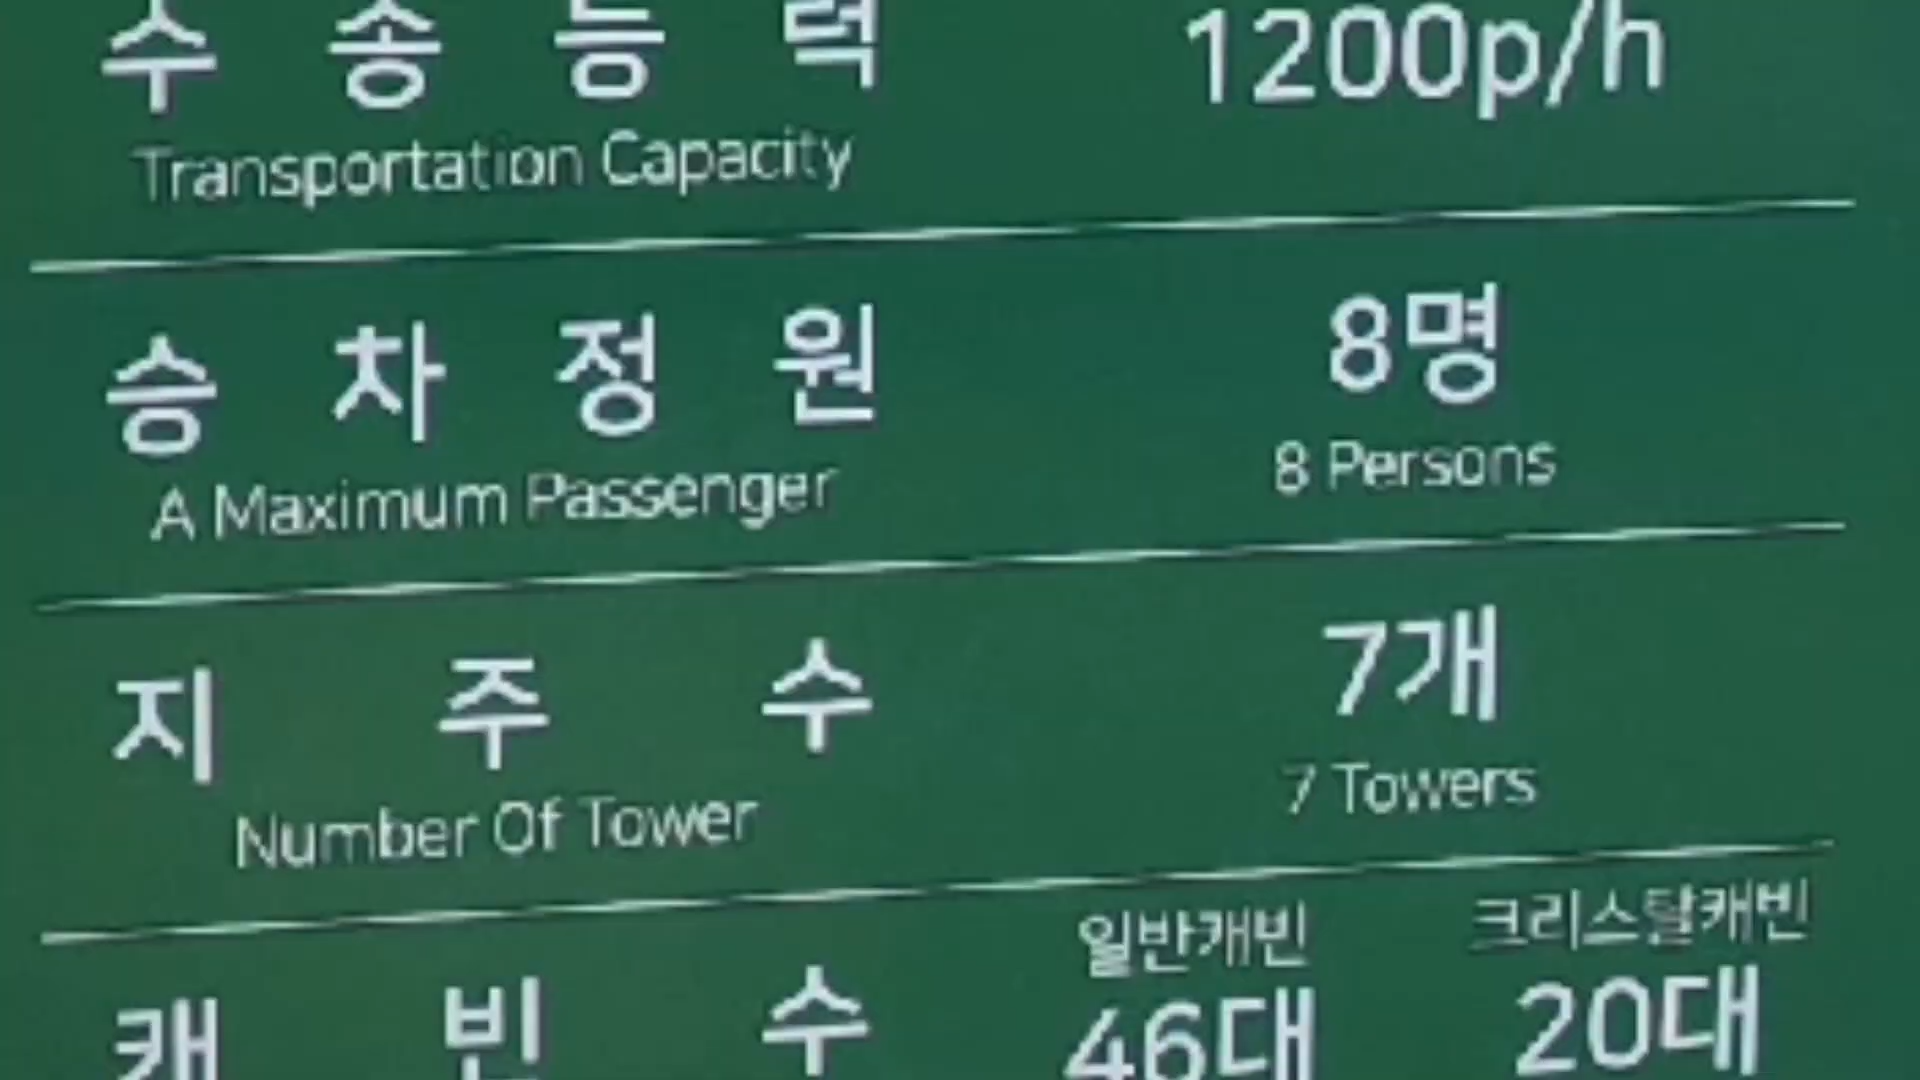 수송능력 1200p/h
Transportation Capacity
승차정원 8명
A Maximum Passenger 8 Persons
지주수 7개
Number Of Tower 7 Towers
일반캐빈 크리스탈캐빈
캐빈수 46대 20대